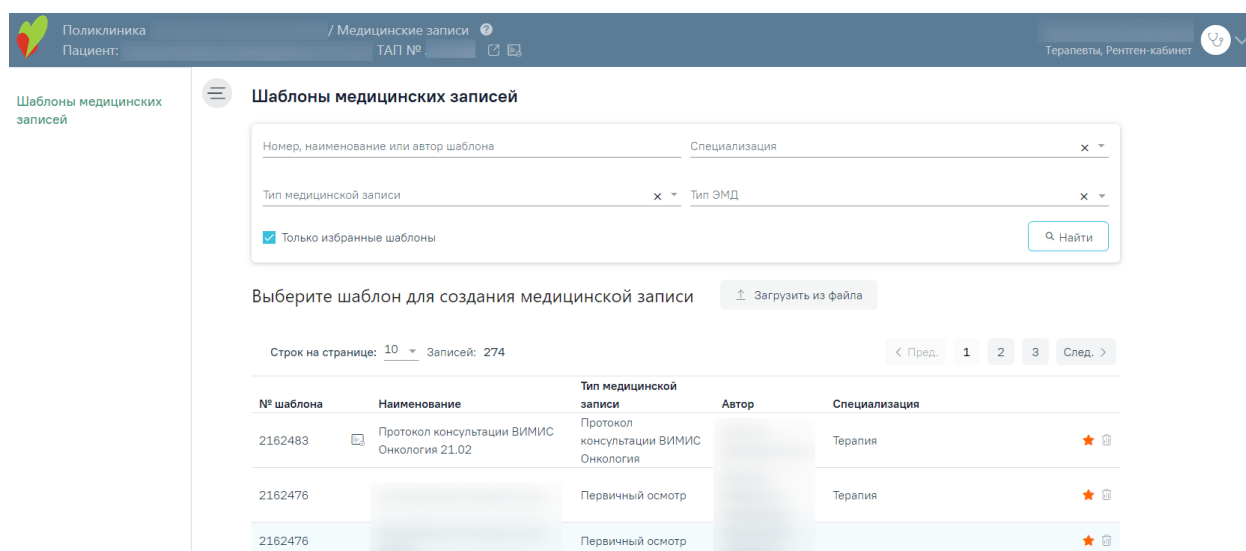 Поликлиника / Медицинские записи ?
Пациент: ТАП №
Терапевты, Рентген-кабинет
Шаблоны медицинских
записей
Шаблоны медицинских записей
Номер, наименование или автор шаблона Специализация
Тип медицинской записи Тип ЭМД
Только избранные шаблоны Найти
Выберите шаблон для создания медицинской записи Загрузить из файла
Строк на странице: 10 Записей: 274 < Пред. 1 2 3 След. >
№ шаблона Наименование Тип медицинской записи Автор Специализация
2162483 Протокол консультации ВИМИС Онкология 21.02 Протокол консультации ВИМИС Онкология Терапия
2162476 Первичный осмотр Терапия
2162476 Первичный осмотр